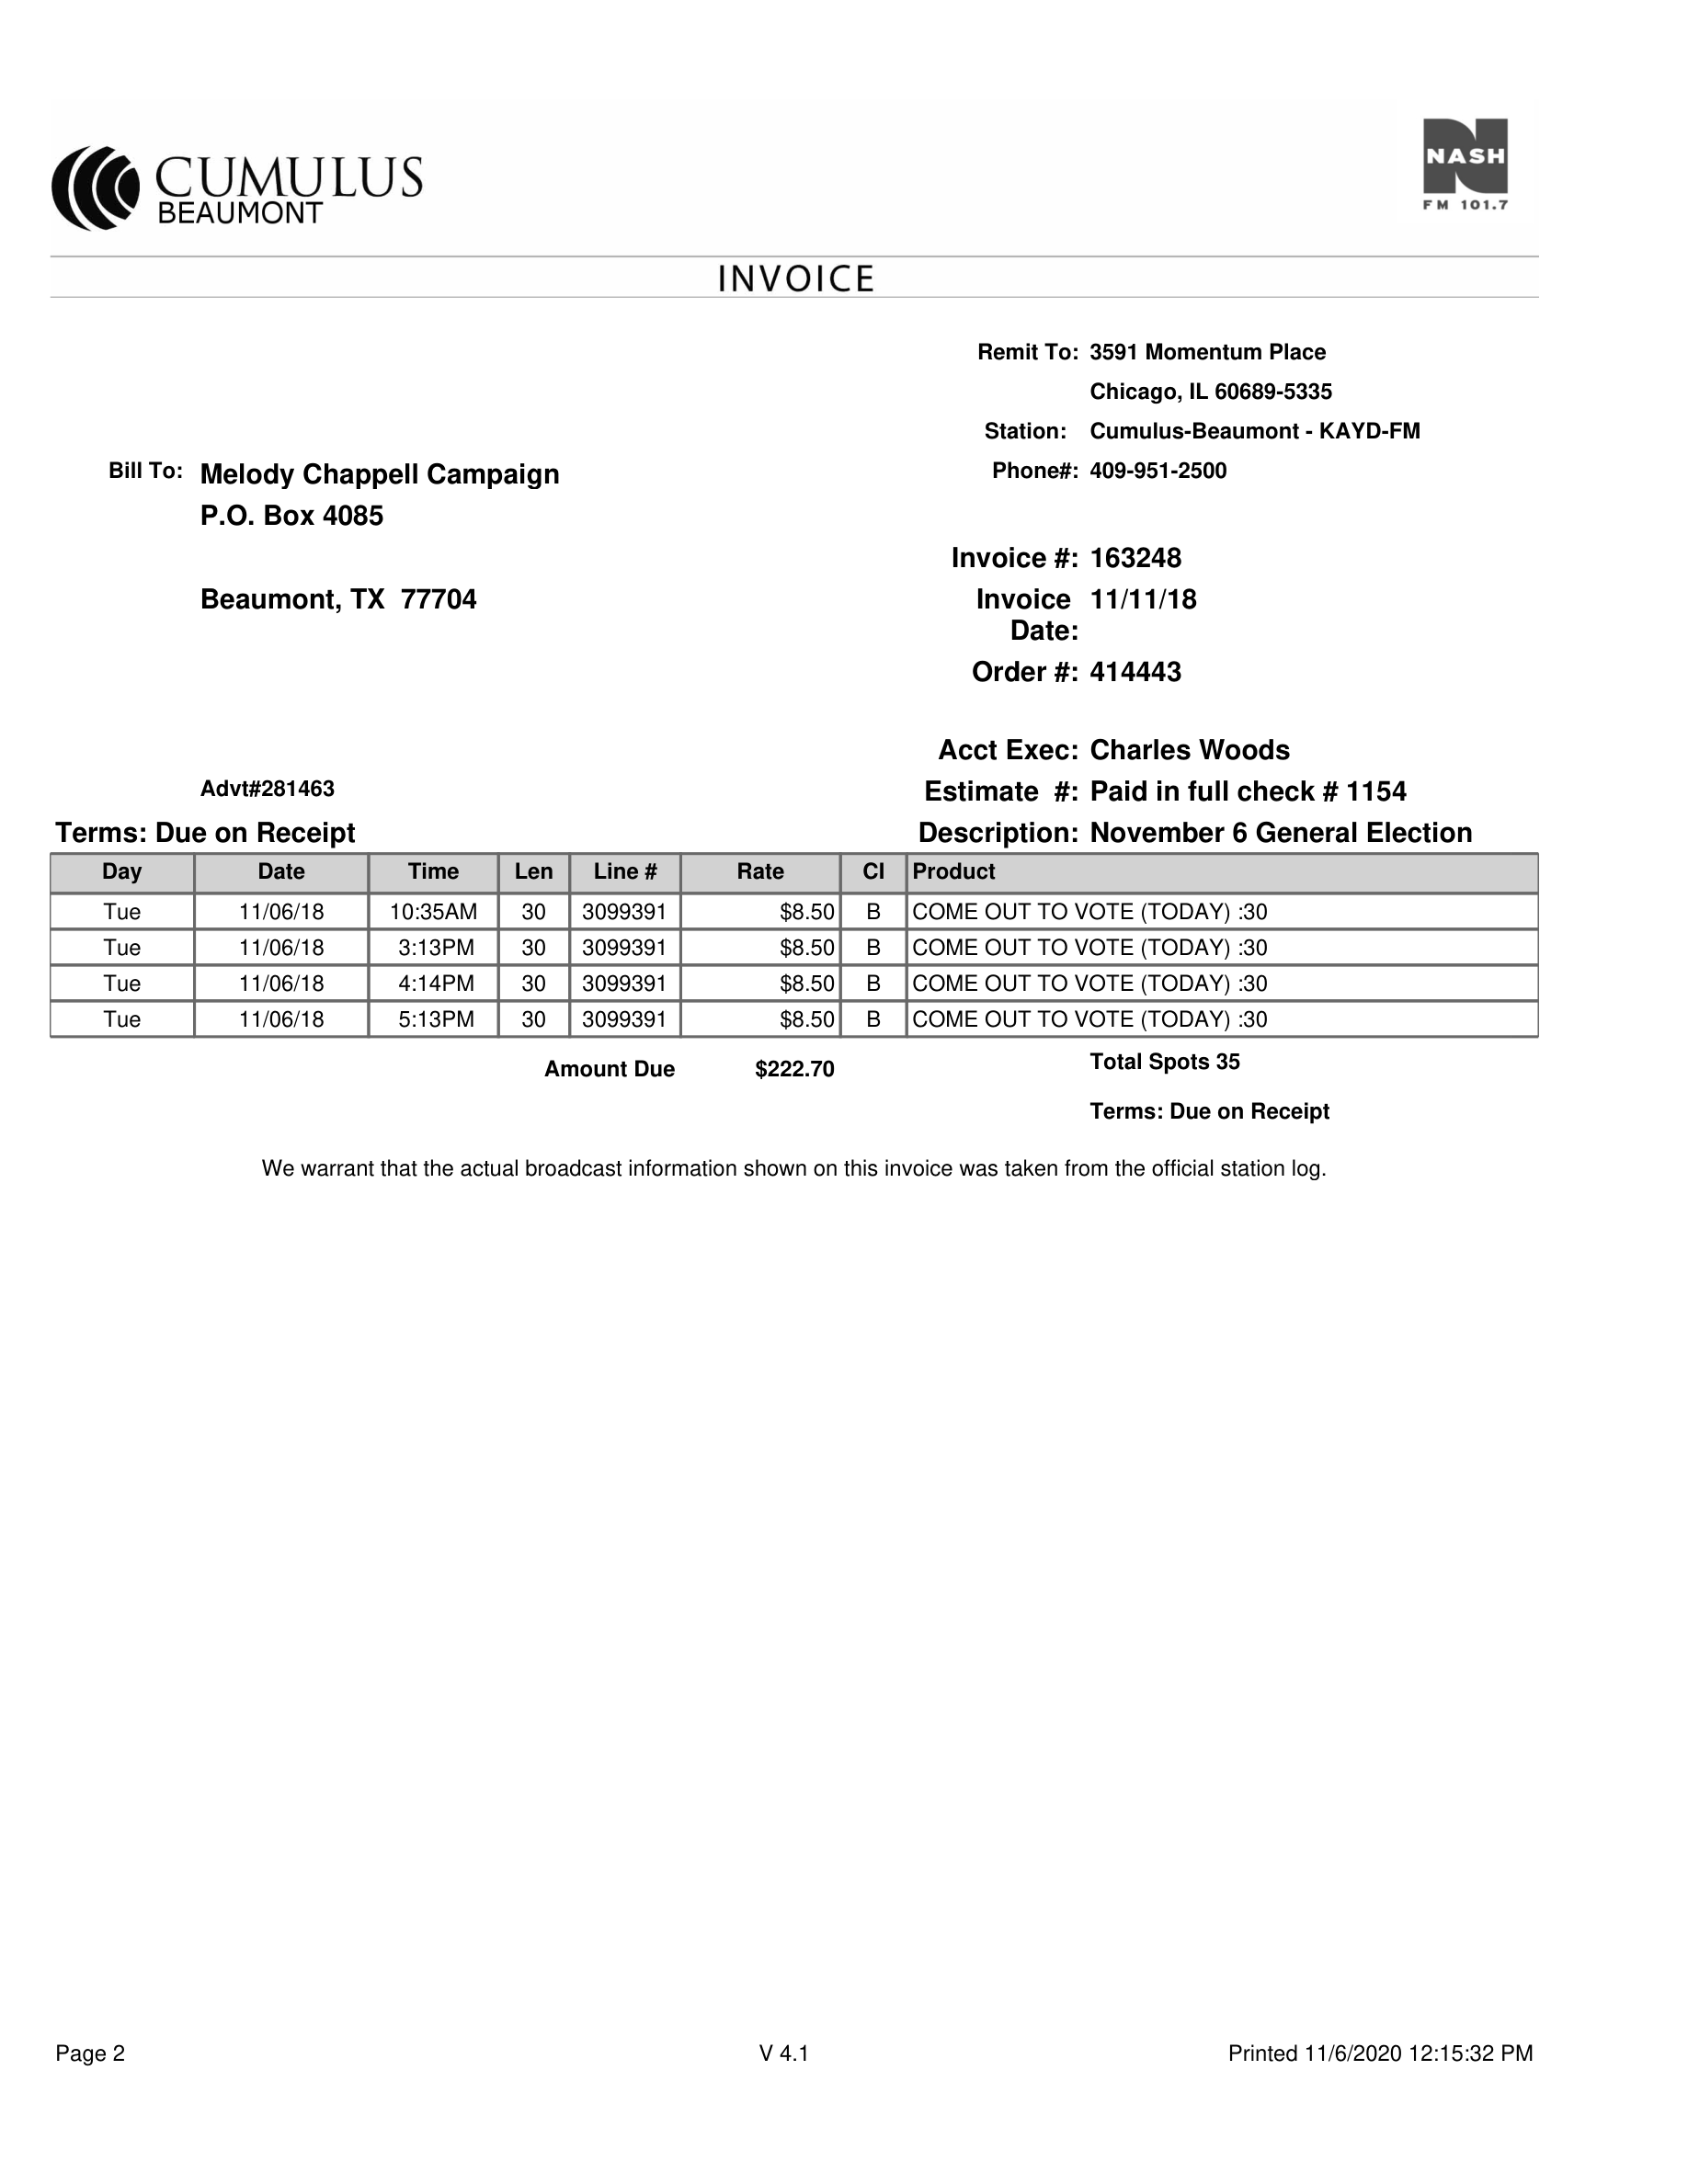 CUMULUS
BEAUMONT
NASH
FM 101.7
INVOICE
Remit To: 3591 Momentum Place
Chicago, IL 60689-5335
Station: Cumulus-Beaumont - KAYD-FM
Bill To: Melody Chappell Campaign
Phone#: 409-951-2500
P.O. Box 4085
Invoice #: 163248
Beaumont, TX 77704
Invoice 11/11/18
Date:
Order #: 414443
Acct Exec: Charles Woods
Advt#281463
Estimate #: Paid in full check # 1154
Terms: Due on Receipt
Description: November 6 General Election
Day Date Time Len Line # Rate Cl Product
Tue 11/06/18 10:35AM 30 3099391 $8.50 B COME OUT TO VOTE (TODAY) :30
Tue 11/06/18 3:13PM 30 3099391 $8.50 B COME OUT TO VOTE (TODAY) :30
Tue 11/06/18 4:14PM 30 3099391 $8.50 B COME OUT TO VOTE (TODAY) :30
Tue 11/06/18 5:13PM 30 3099391 $8.50 B COME OUT TO VOTE (TODAY) :30
Amount Due $222.70
Total Spots 35
Terms: Due on Receipt
We warrant that the actual broadcast information shown on this invoice was taken from the official station log.
Page 2 V 4.1 Printed 11/6/2020 12:15:32 PM